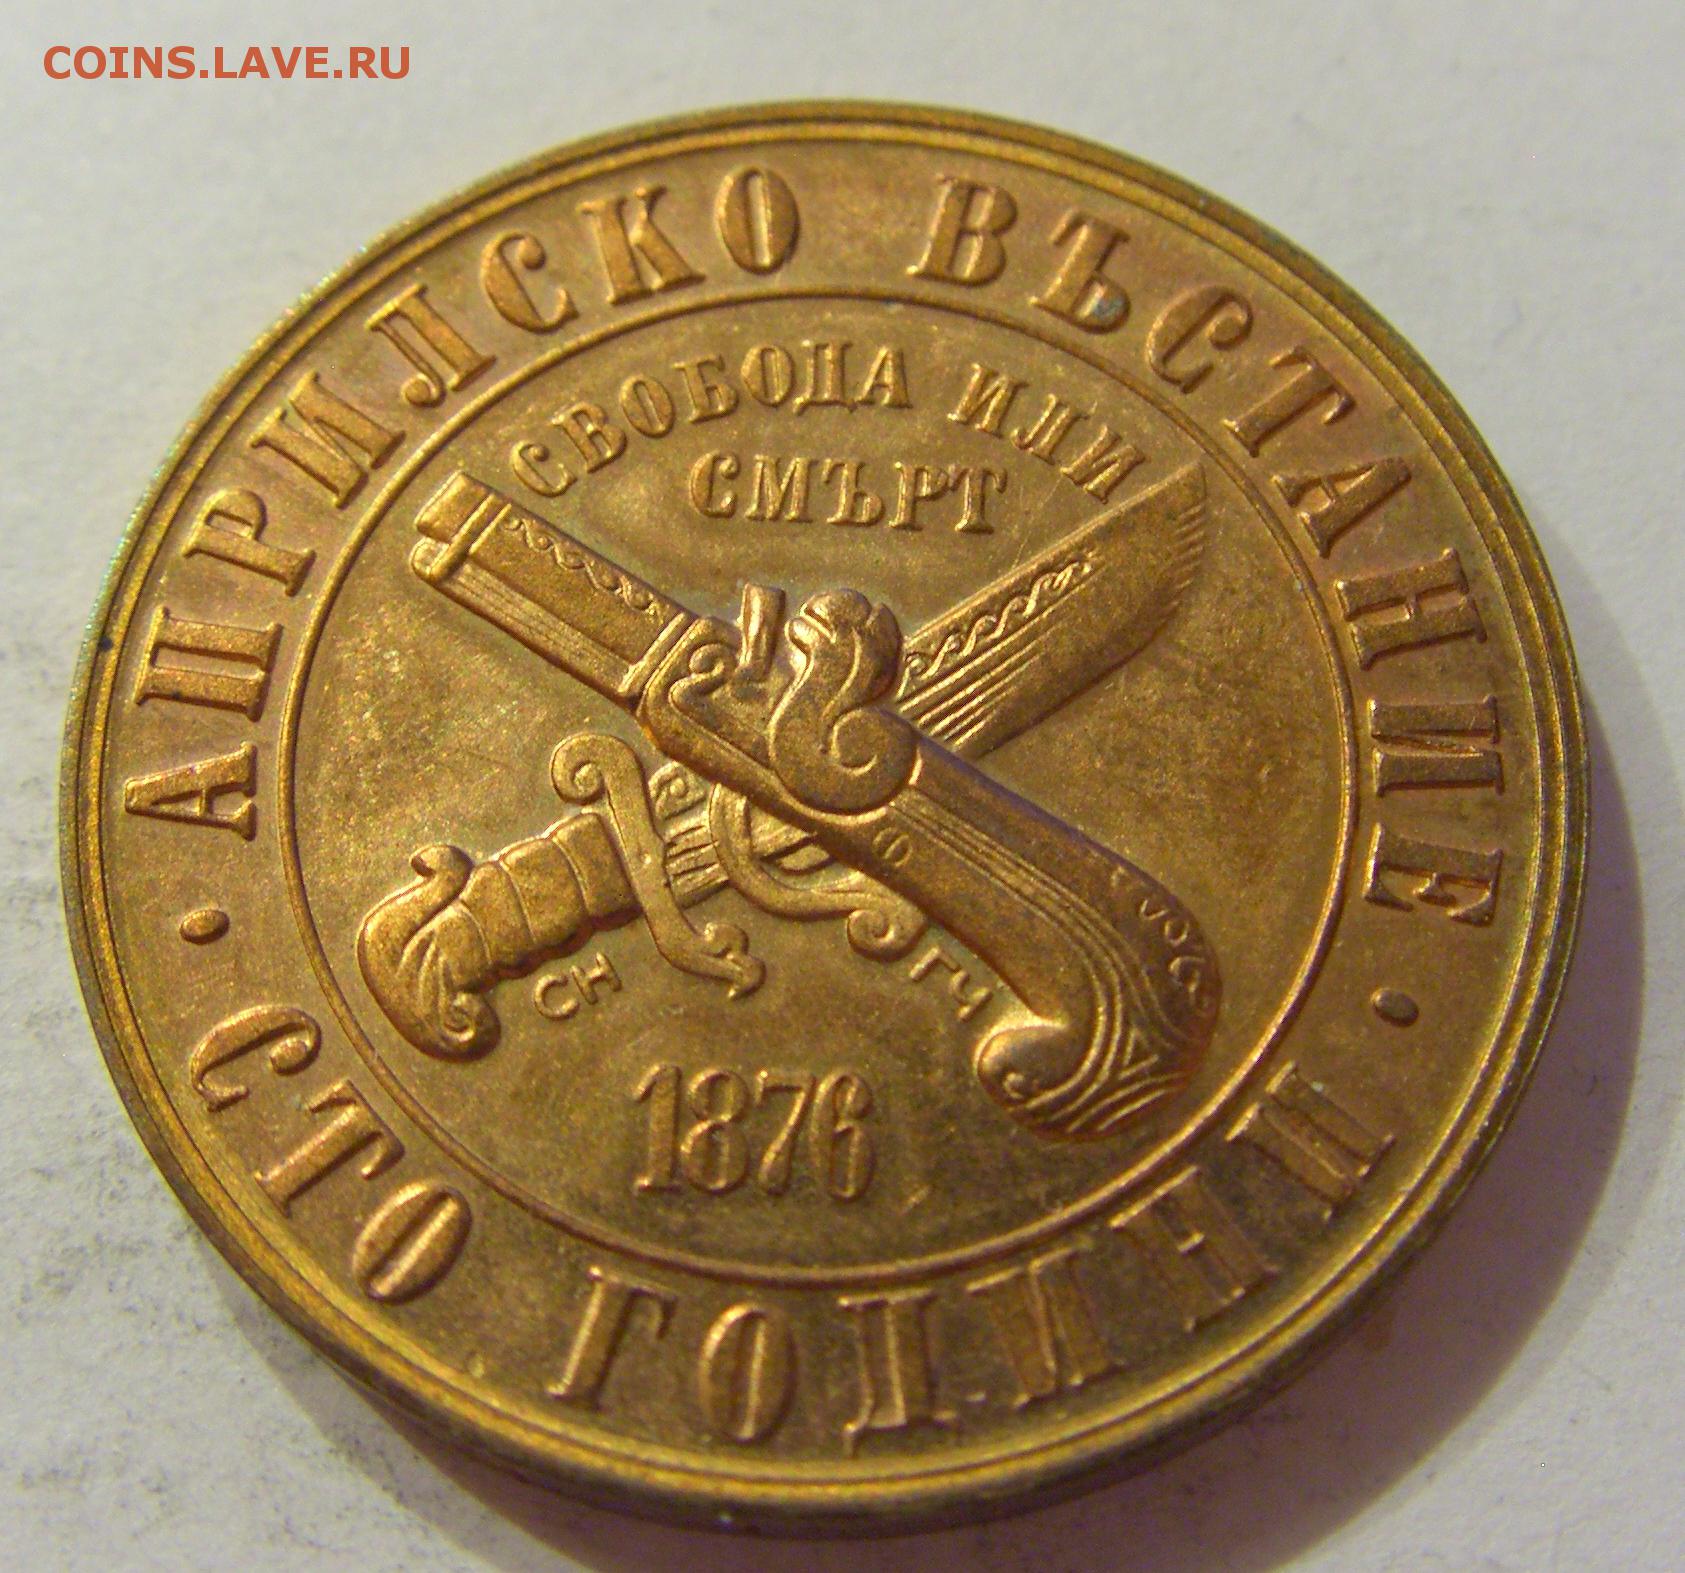 COINS.LAVE.RU
АПРИЛСКО ВЪСТАНИЕ
СВОБОДА ИЛИ
СМЪРТ
СН
ГЧ
1876
· СТО ГОДИНИ ·